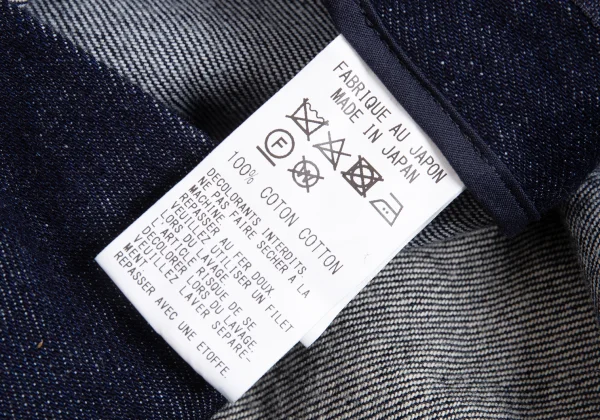 FABRIQUE AU JAPON
MADE IN JAPAN
F W
100% COTON COTTON
DECOLORANTS INTERDITS.
NE PAS FAIRE SECHER A LA
MACHINE.
REPASSER AU FER DOUX.
VEUILLEZ UTILISER UN FILET
LORS DU LAVAGE.
L'ARTICLE RISQUE DE SE
DECOLORER LORS DU LAVAGE.
VEUILLEZ LAVER SEPARE-
MENT.
REPASSER AVEC UNE ETOFFE.